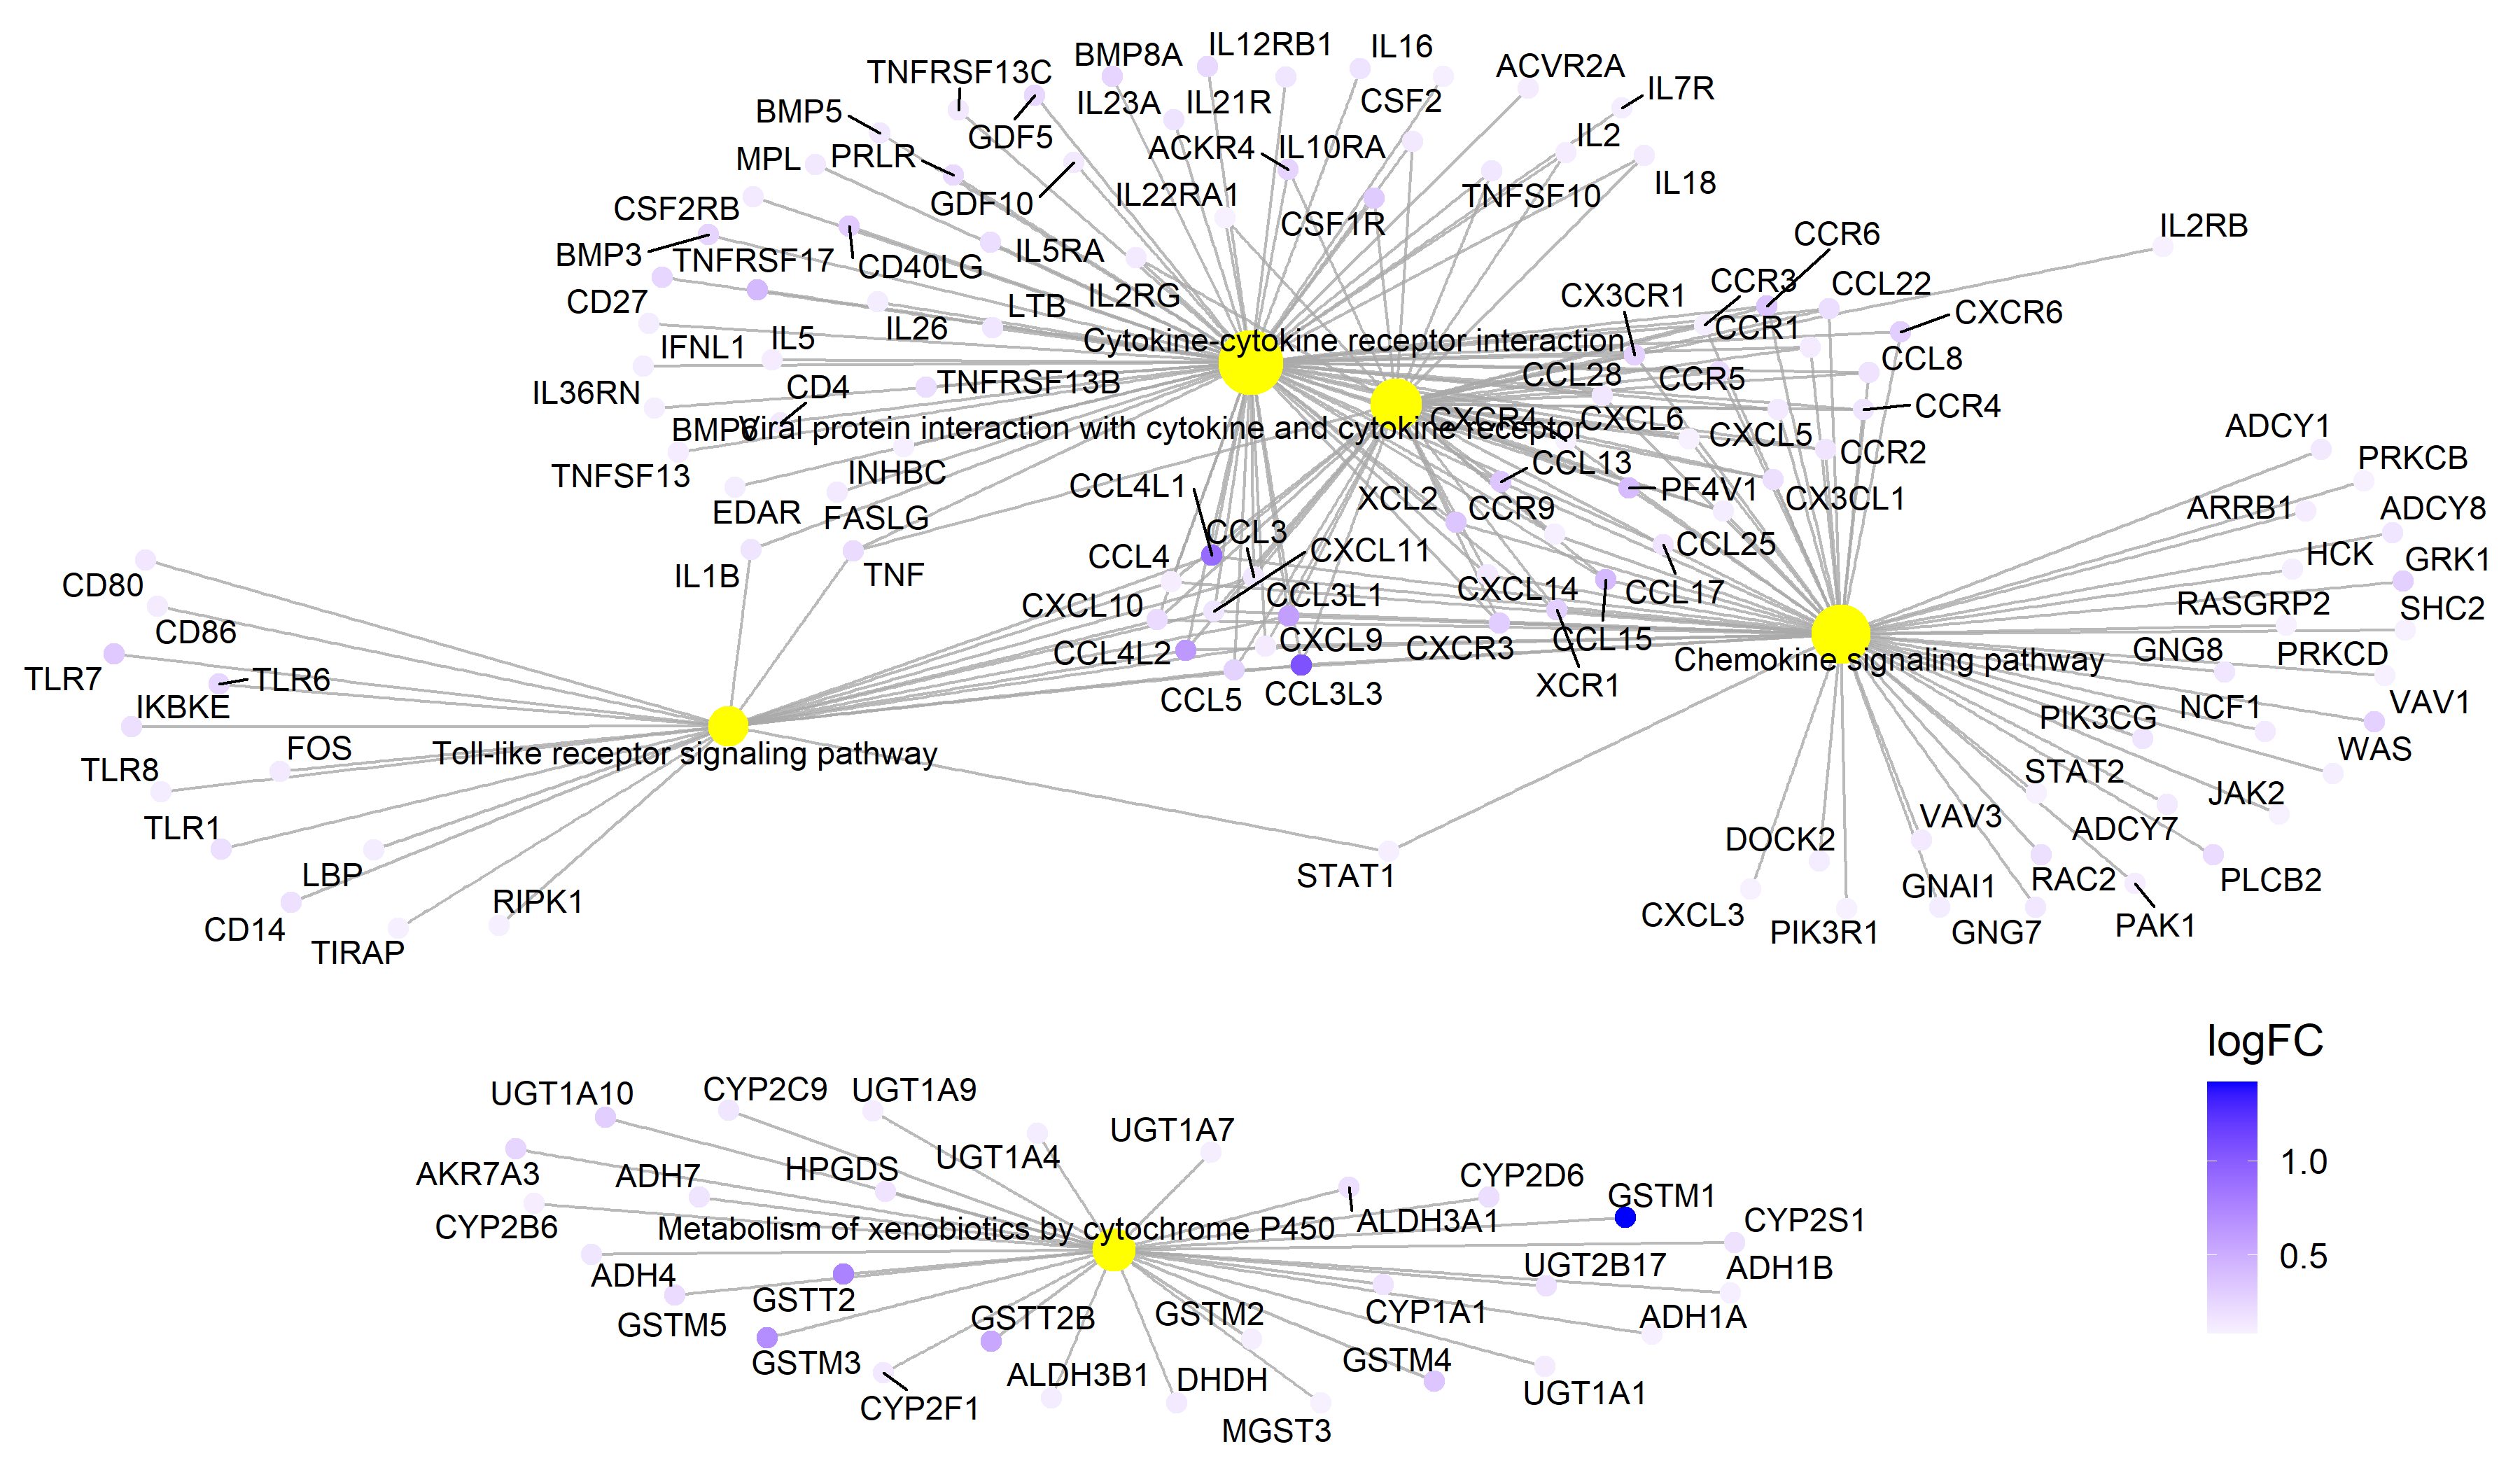 IL12RB1
IL16
BMP8A
ACVR2A
TNFRSF13C
IL7R
IL23A
IL21R
CSF2
BMP5
GDF5
IL2
MPL
PRLR
ACKR4
IL10RA
IL22RA1
TNFSF10
IL18
GDF10
CSF2RB
CSF1R
IL2RB
BMP3
TNFRSF17
CD40LG
IL5RA
CCR6
CD27
IL2RG
CX3CR1
CCR3
CCL22
LTB
IL26
CCR1
CXCR6
IFNL1
IL5
Cytokine-cytokine receptor interaction
CCL8
IL36RN
CD4
TNFRSF13B
CCL28
CCR5
CCR4
BMP6
Viral protein interaction with cytokine and cytokine receptor
CXCR4
CXCL6
CXCL5
CCR2
ADCY1
TNFSF13
INHBC
CCL13
PRKCB
CCL4L1
XCL2
PF4V1
CX3CL1
EDAR
FASLG
CCR9
ARRB1
ADCY8
CCL3
CXCL11
CCL25
CCL4
HCK
GRK1
CD80
IL1B
TNF
CXCL10
CCL3L1
CXCL14
CCL17
RASGRP2
SHC2
CD86
CCL4L2
CXCL9
CXCR3
CCL15
GNG8
PRKCD
Chemokine signaling pathway
TLR7
TLR6
CCL5
CCL3L3
XCR1
IKBKE
PIK3CG
NCF1
VAV1
FOS
Toll-like receptor signaling pathway
WAS
TLR8
STAT2
JAK2
TLR1
DOCK2
VAV3
ADCY7
LBP
STAT1
GNAI1
RAC2
PLCB2
CD14
RIPK1
CXCL3
PIK3R1
GNG7
PAK1
TIRAP
logFC
1.0
0.5
UGT1A10
CYP2C9
UGT1A9
UGT1A7
AKR7A3
ADH7
HPGDS
UGT1A4
CYP2D6
GSTM1
CYP2B6
Metabolism of xenobiotics by cytochrome P450
ALDH3A1
CYP2S1
ADH4
UGT2B17
ADH1B
GSTM5
GSTT2
GSTT2B
GSTM2
CYP1A1
ADH1A
GSTM3
ALDH3B1
DHDH
GSTM4
UGT1A1
CYP2F1
MGST3